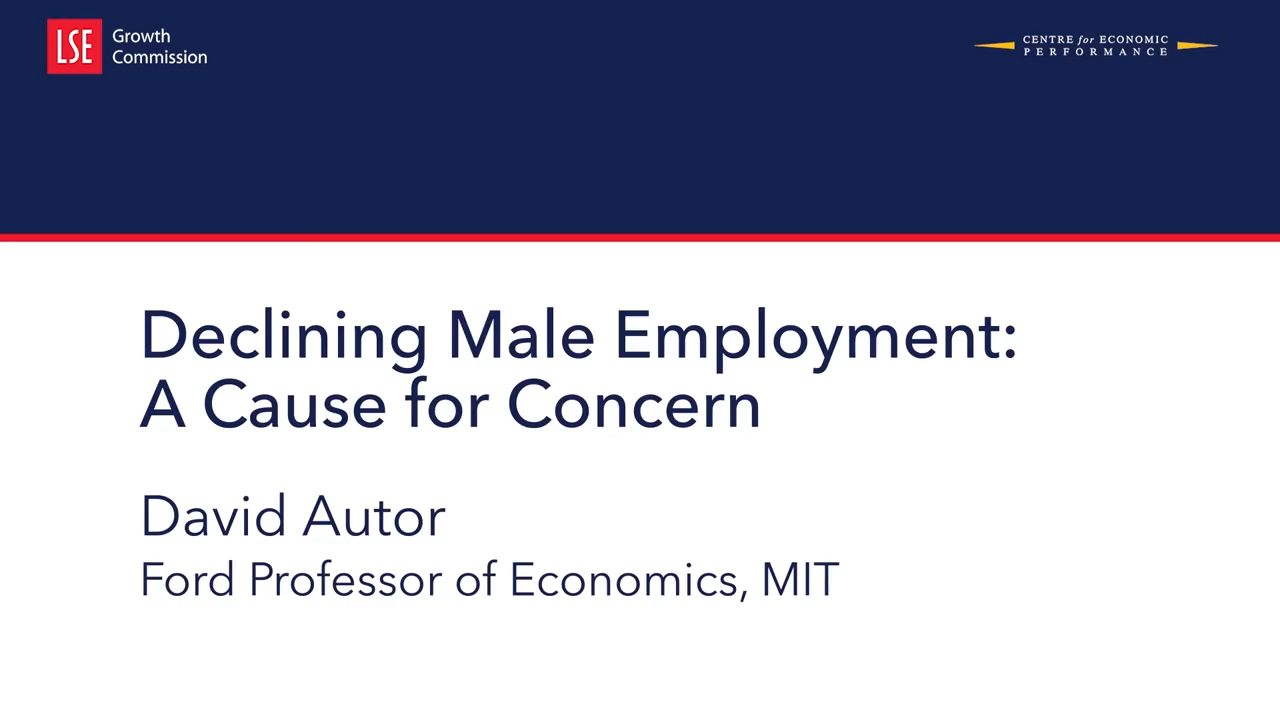 LSE
Growth
Commission
CENTRE for ECONOMIC
PERFORMANCE
Declining Male Employment:
A Cause for Concern
David Autor
Ford Professor of Economics, MIT